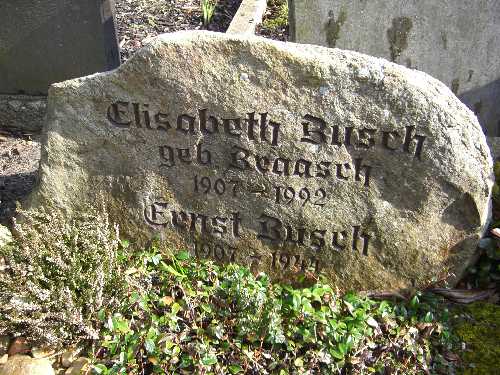 Elisabeth Busch
geb. Braasch
1907 - 1992
Ernst Busch
1907 - 1944